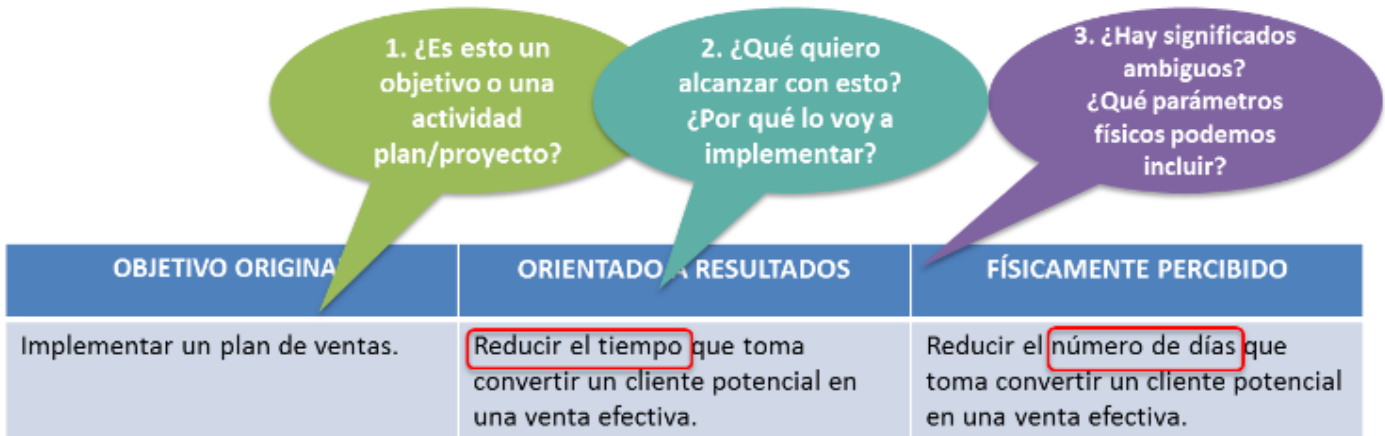 1. ¿Es esto un
objetivo o una
actividad
plan/proyecto?
2. ¿Qué quiero
alcanzar con esto?
¿Por qué lo voy a
implementar?
3. ¿Hay significados
ambiguos?
¿Qué parámetros
físicos podemos
incluir?
OBJETIVO ORIGINA
ORIENTADO A RESULTADOS
FÍSICAMENTE PERCIBIDO
Implementar un plan de ventas.
Reducir el tiempo que toma
convertir un cliente potencial en
una venta efectiva.
Reducir el número de días que
toma convertir un cliente potencial
en una venta efectiva.